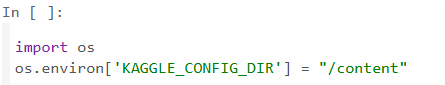 In [ ]:
import os
os.environ['KAGGLE_CONFIG_DIR'] = "/content"